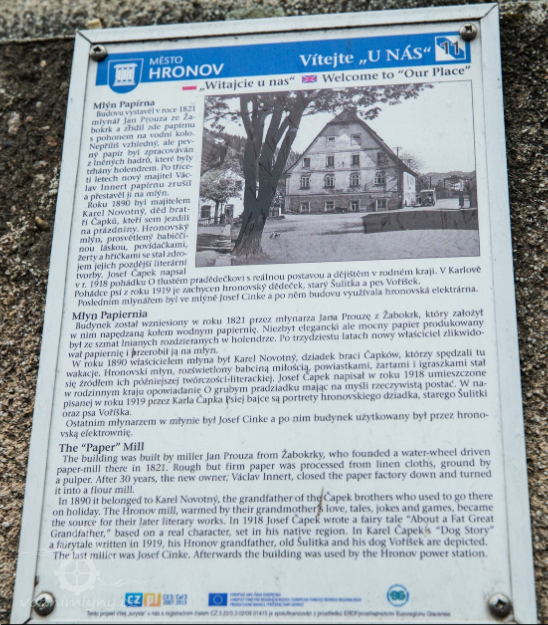 MĚSTO
HRONOV
Vítejte „U NÁS“
11
„Witajcie u nas“
Welcome to “Our Place”
Mlýn Papírna
Budovu vystavěl v roce 1821
mlynář Jan Prouza ze Ža-
bokrk a zřídil zde papírnu
s pohonem na vodní kolo.
Nepříliš vzhledný, ale pev-
ný papír byl zpracováván
z lněných hadrů, které byly
trhány holendrem. Po třice-
ti letech nový majitel Vác-
lav Innert papírnu zrušil
a přestavěl ji na mlýn.
Roku 1890 byl majitelem
Karel Novotný, děd brat-
ří Čapků, kteří sem jezdili
na prázdniny. Hronovský
mlýn, prosvětlený babičči-
nou láskou, povídačkami,
žerty a hříčkami se stal zdro-
jem jejich pozdější literární
tvorby. Josef Čapek napsal
v r. 1918 pohádku O tlustém pradědečkovi s reálnou postavou a dějištěm v rodném kraji. V Karlově
Pohádce psí z roku 1919 je zachycen hronovský dědeček, starý Šulitka a pes Voříšek.
Posledním mlynářem byl ve mlýně Josef Cinke a po něm budovu využívala hronovská elektrárna.
Młyn Papiernia
Budynek został wzniesiony w roku 1821 przez młynarza Jana Prouzę z Žabokrk, który założył
w nim napędzaną kołem wodnym papiernię. Niezbyt elegancki ale mocny papier produkowany
był ze szmat lnianych rozdzieranych w holendrze. Po trzydziestu latach nowy właściciel zlikwido-
wał papiernię i przerobił ją na młyn.
W roku 1890 właścicielem młyna był Karel Novotný, dziadek braci Čapków, którzy spędzali tu
wakacje. Hronovski młyn, rozświetlony babciną miłością, powiastkami, żartami i igraszkami stał
się źródłem ich późniejszej twórczości-literackiej. Josef Čapek napisał w roku 1918 umieszczone
w rodzinnym kraju opowiadanie O grubym pradziadku mając na myśli rzeczywistą postać. W na-
pisanej w roku 1919 przez Karla Čapka Psiej bajce są portrety hronovskiego dziadka, starego Šulitki
oraz psa Voříška.
Ostatnim młynarzem w młynie był Josef Cinke a po nim budynek użytkowany był przez hrono-
vską elektrownię.
The “Paper” Mill
The building was built by miller Jan Prouza from Žabokrky, who founded a water-wheel driven
paper-mill there in 1821. Rough but firm paper was processed from linen cloths, ground by
a pulper. After 30 years, the new owner, Václav Innert, closed the paper factory down and turned
it into a flour mill.
In 1890 it belonged to Karel Novotný, the grandfather of the Čapek brothers who used to go there
on holiday. The Hronov mill, warmed by their grandmother's love, tales, jokes and games, became
the source for their later literary works. In 1918 Josef Čapek wrote a fairy tale “About a Fat Great
Grandfather,” based on a real character, set in his native region. In Karel Čapek's “Dog Story”
a fairytale written in 1919, his Hronov grandfather, old Šulitka and his dog Voříšek are depicted.
The last miller was Josef Cinke. Afterwards the building was used by the Hronov power station.
CZ PL